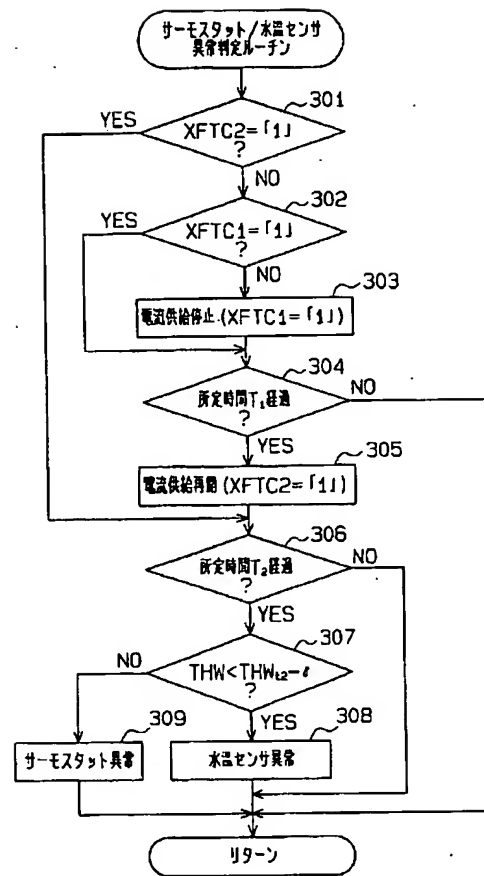 サーモスタット/水温センサ
異常判定ルーチン
301
YES
XFTC2=「1」
?
NO
302
YES
XFTC1=「1」
?
NO
303
電流供給停止(XFTC1=「1」)
304
NO
所定時間T₁経過
?
YES
305
電流供給再開(XFTC2=「1」)
306
NO
所定時間T₂経過
?
YES
307
NO
THW<THWt2-ℓ
?
YES
309
308
サーモスタット異常
水温センサ異常
リターン